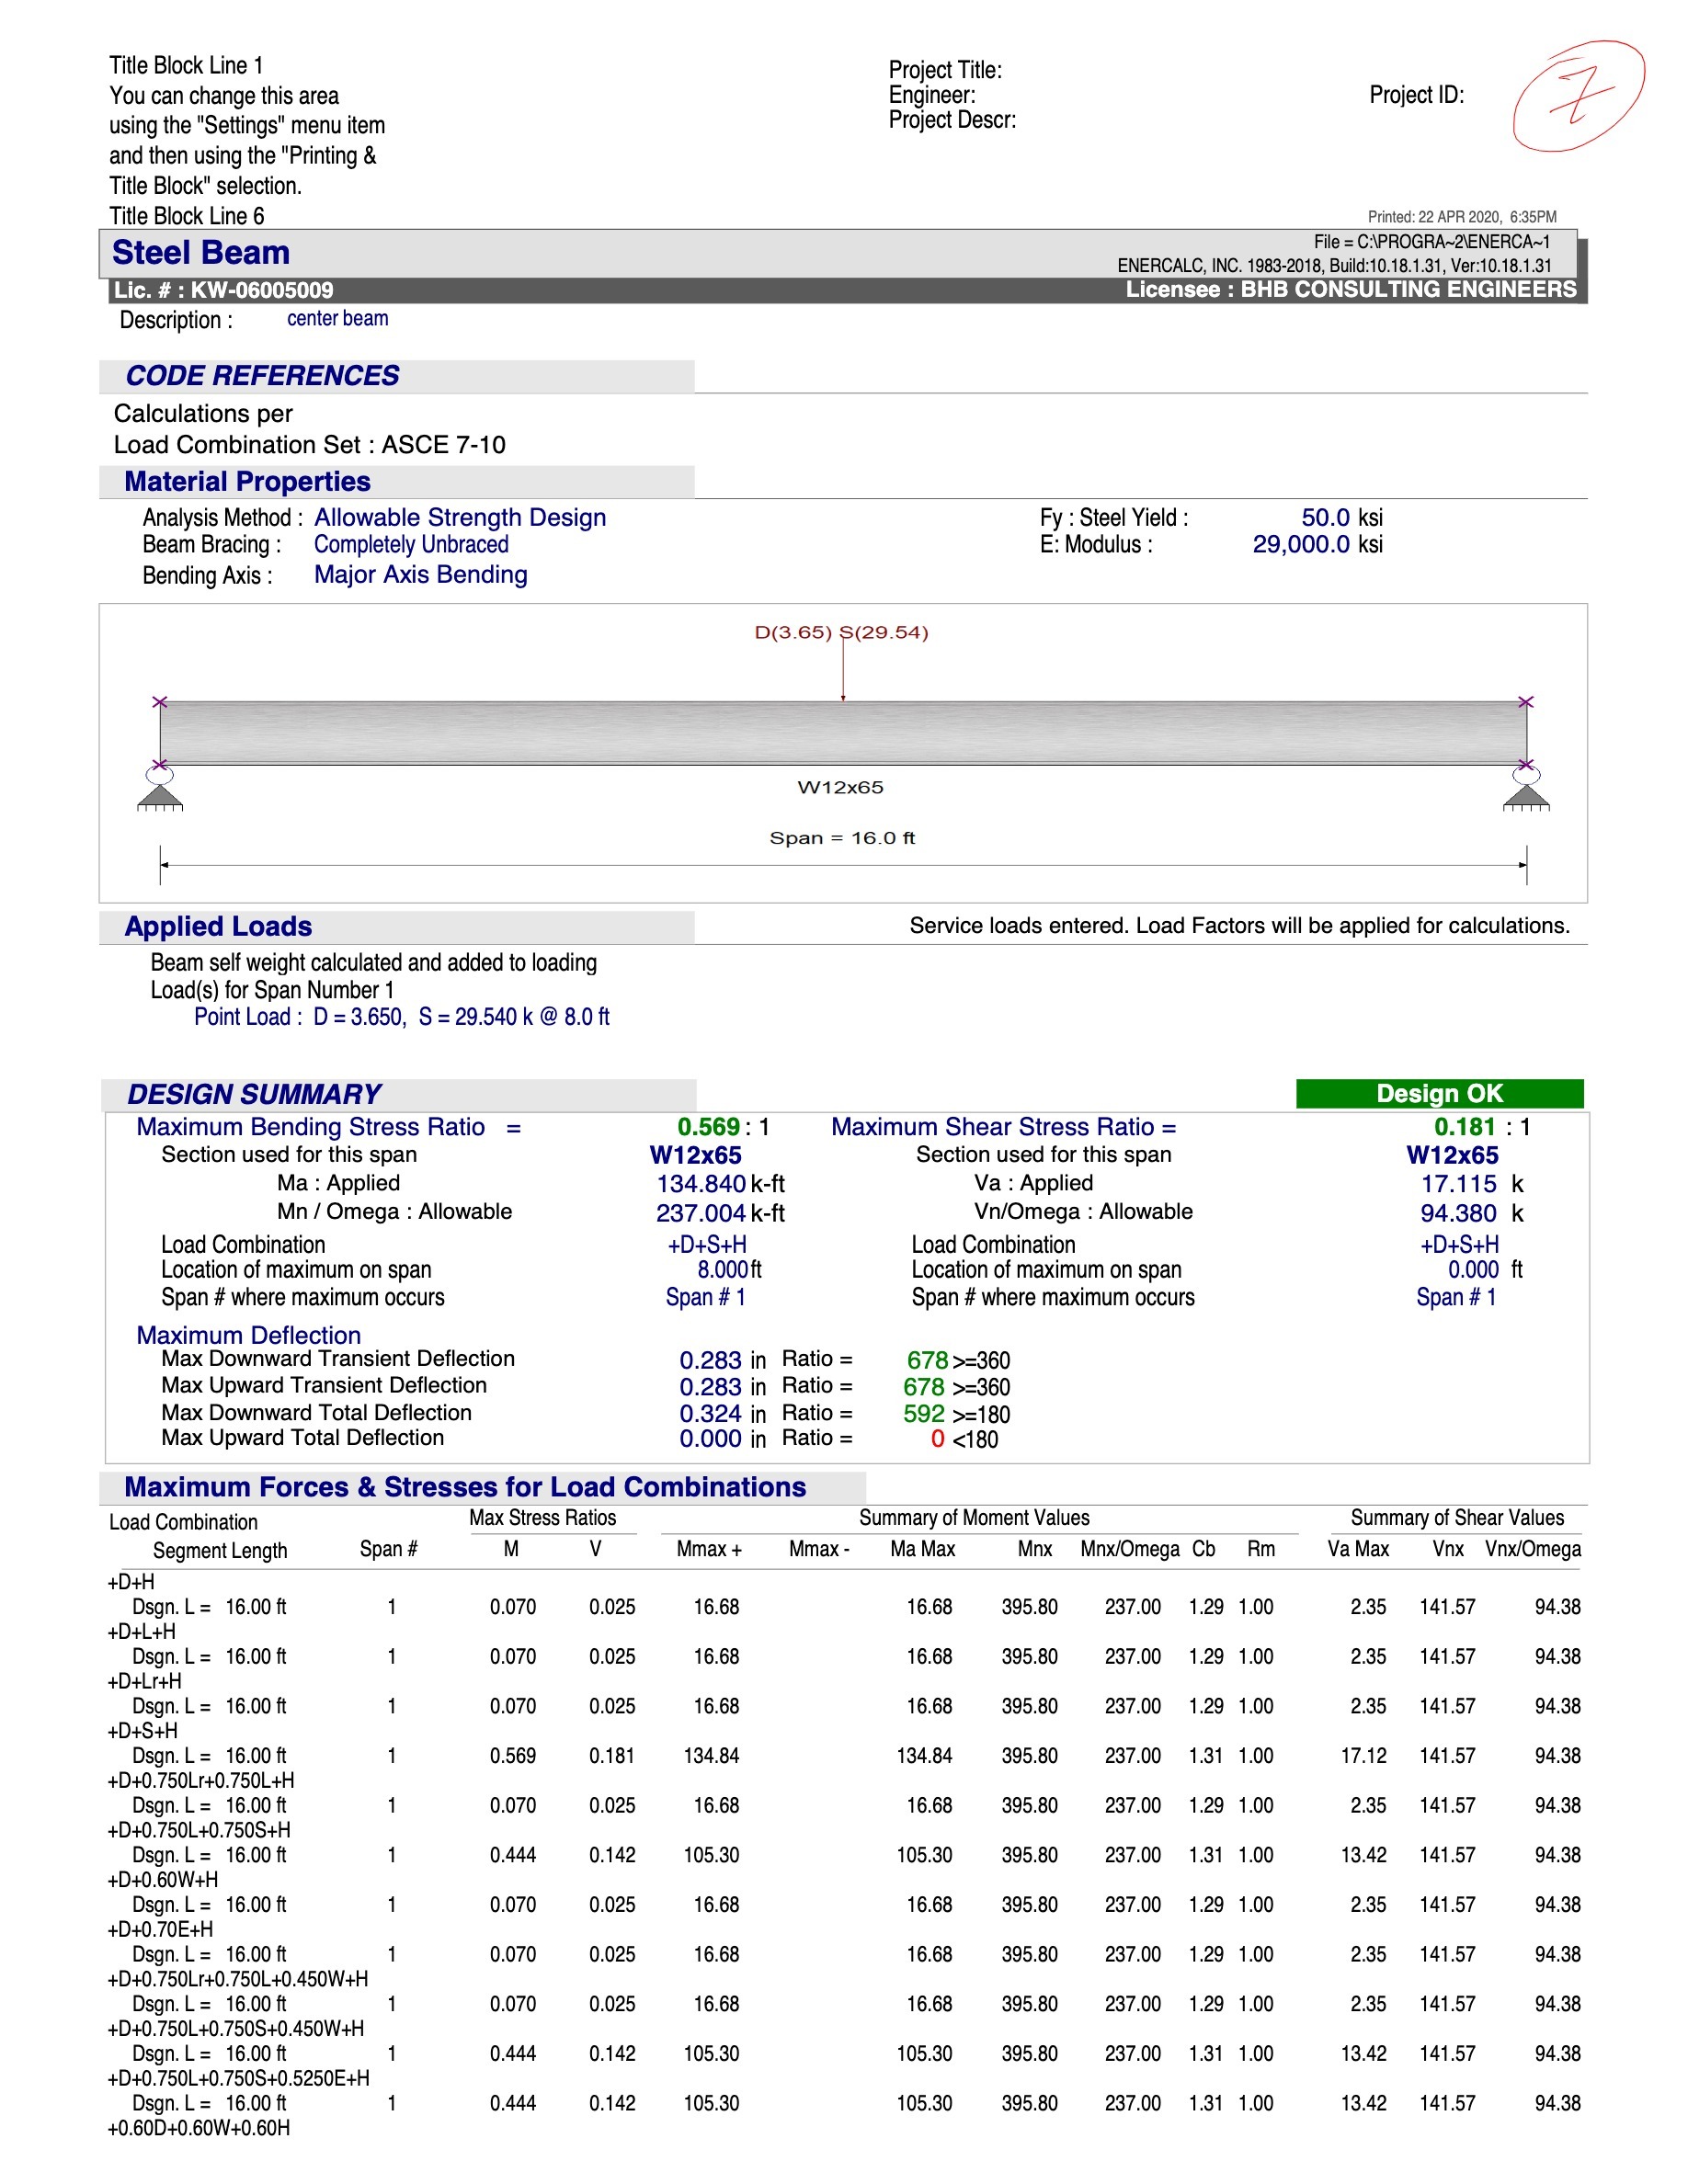 Title Block Line 1
You can change this area
using the "Settings" menu item
and then using the "Printing &
Title Block" selection.
Title Block Line 6
Project Title:
Engineer:
Project Descr:
Project ID:
7
Printed: 22 APR 2020, 6:35PM
Steel Beam
File = C:\PROGRA~2\ENERCA~1
ENERCALC, INC. 1983-2018, Build:10.18.1.31, Ver:10.18.1.31
Lic. # : KW-06005009 Licensee : BHB CONSULTING ENGINEERS
Description : center beam
CODE REFERENCES
Calculations per
Load Combination Set : ASCE 7-10
Material Properties
Analysis Method : Allowable Strength Design Fy : Steel Yield : 50.0 ksi
Beam Bracing : Completely Unbraced E: Modulus : 29,000.0 ksi
Bending Axis : Major Axis Bending
D(3.65) S(29.54)
W12x65
Span = 16.0 ft
Applied Loads Service loads entered. Load Factors will be applied for calculations.
Beam self weight calculated and added to loading
Load(s) for Span Number 1
Point Load : D = 3.650, S = 29.540 k @ 8.0 ft
DESIGN SUMMARY Design OK
Maximum Bending Stress Ratio = 0.569 : 1 Maximum Shear Stress Ratio = 0.181 : 1
Section used for this span W12x65 Section used for this span W12x65
Ma : Applied 134.840 k-ft Va : Applied 17.115 k
Mn / Omega : Allowable 237.004 k-ft Vn/Omega : Allowable 94.380 k
Load Combination +D+S+H Load Combination +D+S+H
Location of maximum on span 8.000 ft Location of maximum on span 0.000 ft
Span # where maximum occurs Span # 1 Span # where maximum occurs Span # 1
Maximum Deflection
Max Downward Transient Deflection 0.283 in Ratio = 678 >=360
Max Upward Transient Deflection 0.283 in Ratio = 678 >=360
Max Downward Total Deflection 0.324 in Ratio = 592 >=180
Max Upward Total Deflection 0.000 in Ratio = 0 <180
Maximum Forces & Stresses for Load Combinations
Load Combination Max Stress Ratios Summary of Moment Values Summary of Shear Values
Segment Length Span # M V Mmax + Mmax - Ma Max Mnx Mnx/Omega Cb Rm Va Max Vnx Vnx/Omega
+D+H
Dsgn. L = 16.00 ft 1 0.070 0.025 16.68 16.68 395.80 237.00 1.29 1.00 2.35 141.57 94.38
+D+L+H
Dsgn. L = 16.00 ft 1 0.070 0.025 16.68 16.68 395.80 237.00 1.29 1.00 2.35 141.57 94.38
+D+Lr+H
Dsgn. L = 16.00 ft 1 0.070 0.025 16.68 16.68 395.80 237.00 1.29 1.00 2.35 141.57 94.38
+D+S+H
Dsgn. L = 16.00 ft 1 0.569 0.181 134.84 134.84 395.80 237.00 1.31 1.00 17.12 141.57 94.38
+D+0.750Lr+0.750L+H
Dsgn. L = 16.00 ft 1 0.070 0.025 16.68 16.68 395.80 237.00 1.29 1.00 2.35 141.57 94.38
+D+0.750L+0.750S+H
Dsgn. L = 16.00 ft 1 0.444 0.142 105.30 105.30 395.80 237.00 1.31 1.00 13.42 141.57 94.38
+D+0.60W+H
Dsgn. L = 16.00 ft 1 0.070 0.025 16.68 16.68 395.80 237.00 1.29 1.00 2.35 141.57 94.38
+D+0.70E+H
Dsgn. L = 16.00 ft 1 0.070 0.025 16.68 16.68 395.80 237.00 1.29 1.00 2.35 141.57 94.38
+D+0.750Lr+0.750L+0.450W+H
Dsgn. L = 16.00 ft 1 0.070 0.025 16.68 16.68 395.80 237.00 1.29 1.00 2.35 141.57 94.38
+D+0.750L+0.750S+0.450W+H
Dsgn. L = 16.00 ft 1 0.444 0.142 105.30 105.30 395.80 237.00 1.31 1.00 13.42 141.57 94.38
+D+0.750L+0.750S+0.5250E+H
Dsgn. L = 16.00 ft 1 0.444 0.142 105.30 105.30 395.80 237.00 1.31 1.00 13.42 141.57 94.38
+0.60D+0.60W+0.60H